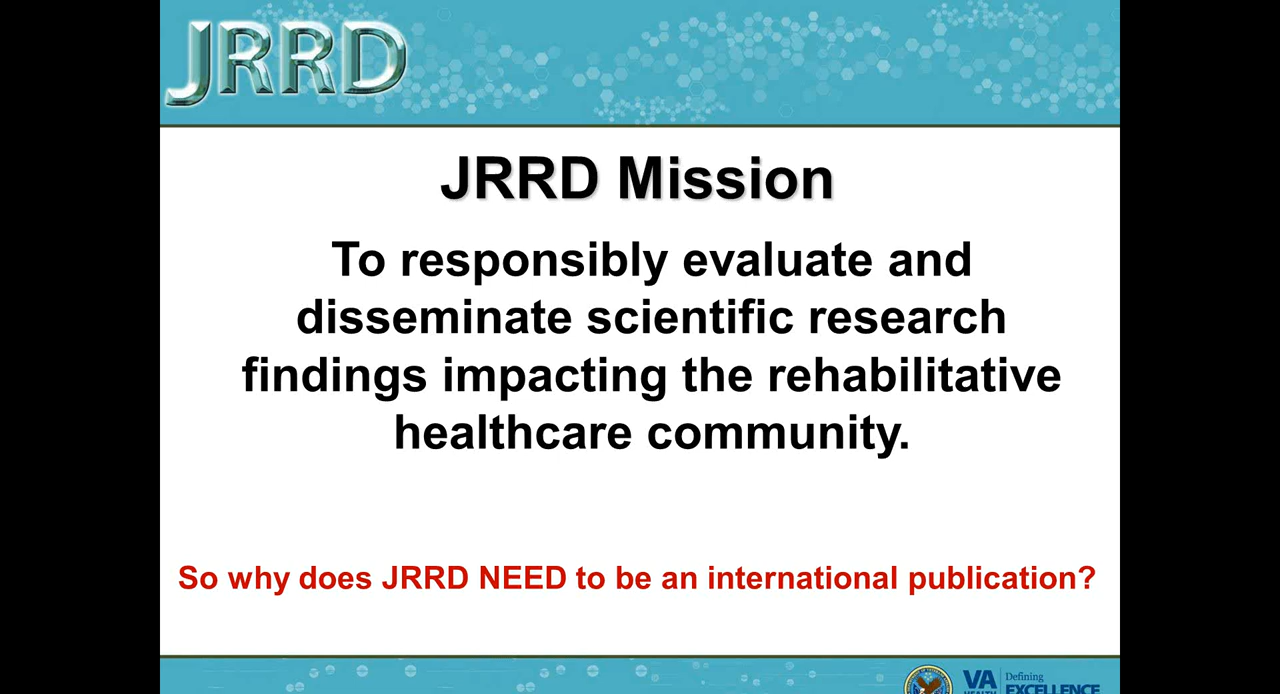 JRRD
JRRD Mission
To responsibly evaluate and
disseminate scientific research
findings impacting the rehabilitative
healthcare community.
So why does JRRD NEED to be an international publication?
VA
Defining
HEALTH
EXCELLENCE